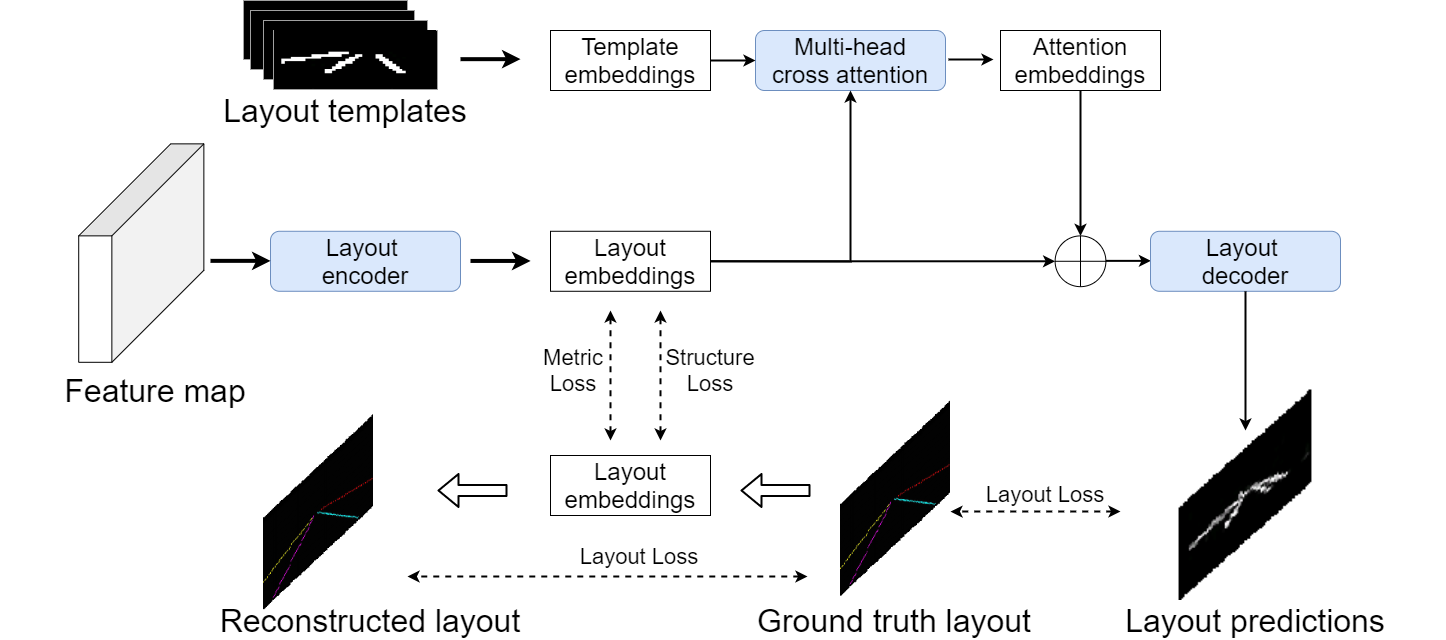 Template
embeddings
Multi-head
cross attention
Attention
embeddings
Layout templates
Layout
encoder
Layout
embeddings
Layout
decoder
Metric
Loss
Structure
Loss
Feature map
Layout
embeddings
Layout Loss
Layout Loss
Reconstructed layout
Ground truth layout
Layout predictions